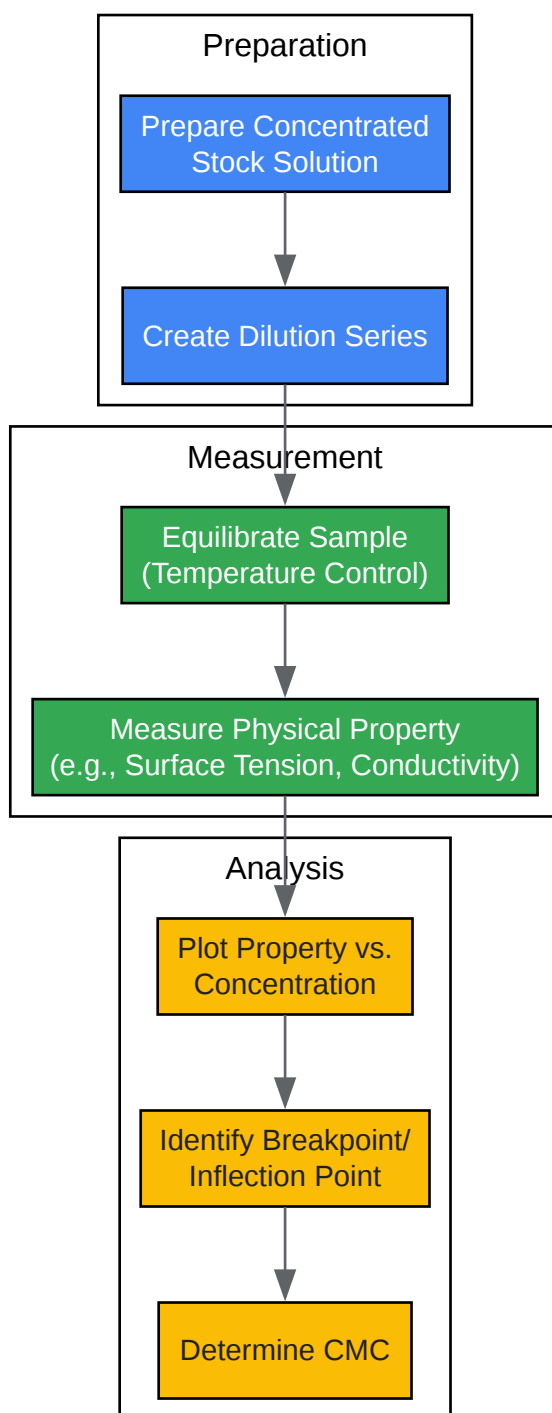 Preparation
Prepare Concentrated
Stock Solution
Create Dilution Series
Measurement
Equilibrate Sample
(Temperature Control)
Measure Physical Property
(e.g., Surface Tension, Conductivity)
Analysis
Plot Property vs.
Concentration
Identify Breakpoint/
Inflection Point
Determine CMC